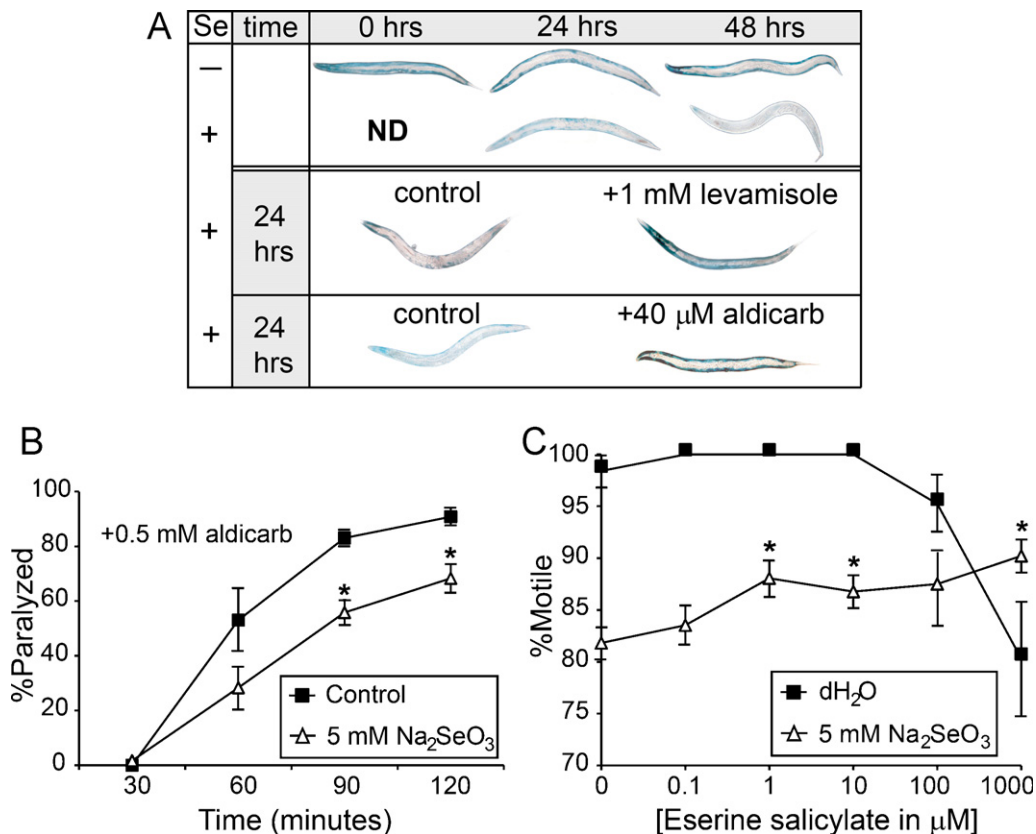 A
Se time 0 hrs 24 hrs 48 hrs
−
+ ND
control +1 mM levamisole
+ 24 hrs
control +40 μM aldicarb
+ 24 hrs
B
100
80
60
40
20
0
%Paralyzed
+0.5 mM aldicarb
* *
Control
5 mM Na₂SeO₃
30 60 90 120
Time (minutes)
C
100
95
90
85
80
75
70
%Motile
* * *
dH₂O
5 mM Na₂SeO₃
0 0.1 1 10 100 1000
[Eserine salicylate in μM]